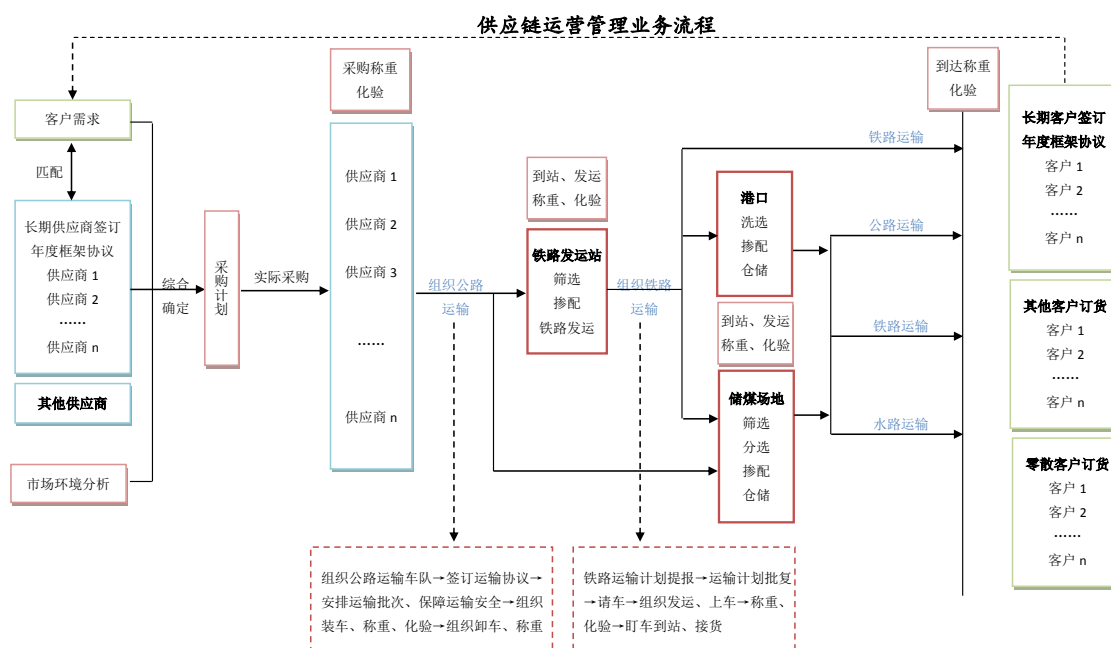 供应链运营管理业务流程
采购称重
化验
到达称重
化验
客户需求
匹配
长期供应商签订
年度框架协议
供应商 1
供应商 2
……
供应商 n
其他供应商
市场环境分析
综合
确定
采购计划
实际采购
供应商 1
供应商 2
供应商 3
……
供应商 n
组织公路
运输
到站、发运
称重、化验
铁路发运站
筛选
掺配
铁路发运
组织铁路
运输
港口
洗选
掺配
仓储
到站、发运
称重、化验
储煤场地
筛选
分选
掺配
仓储
铁路运输
公路运输
铁路运输
水路运输
长期客户签订
年度框架协议
客户 1
客户 2
……
客户 n
其他客户订货
客户 1
客户 2
……
客户 n
零散客户订货
客户 1
客户 2
……
客户 n
组织公路运输车队→签订运输协议→
安排运输批次、保障运输安全→组织
装车、称重、化验→组织卸车、称重
铁路运输计划提报→运输计划批复
→请车→组织发运、上车→称重、
化验→盯车到站、接货